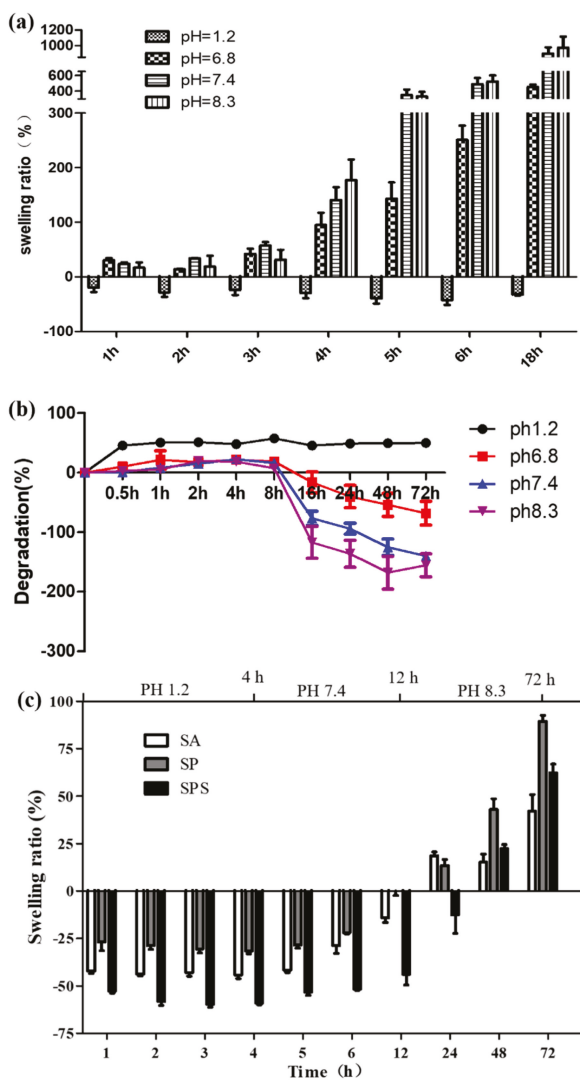 (a)
pH=1.2
pH=6.8
pH=7.4
pH=8.3
swelling ratio (%)
1200
1000
600
400
300
200
100
0
-100
1h 2h 3h 4h 5h 6h 18h
(b)
ph1.2
ph6.8
ph7.4
ph8.3
Degradation(%)
100
0
-100
-200
-300
0.5h 1h 2h 4h 8h 16h 24h 48h 72h
(c)
4 h 12 h 72 h
PH 1.2 PH 7.4 PH 8.3
SA
SP
SPS
Swelling ratio (%)
100
75
50
25
0
-25
-50
-75
1 2 3 4 5 6 12 24 48 72
Time (h)